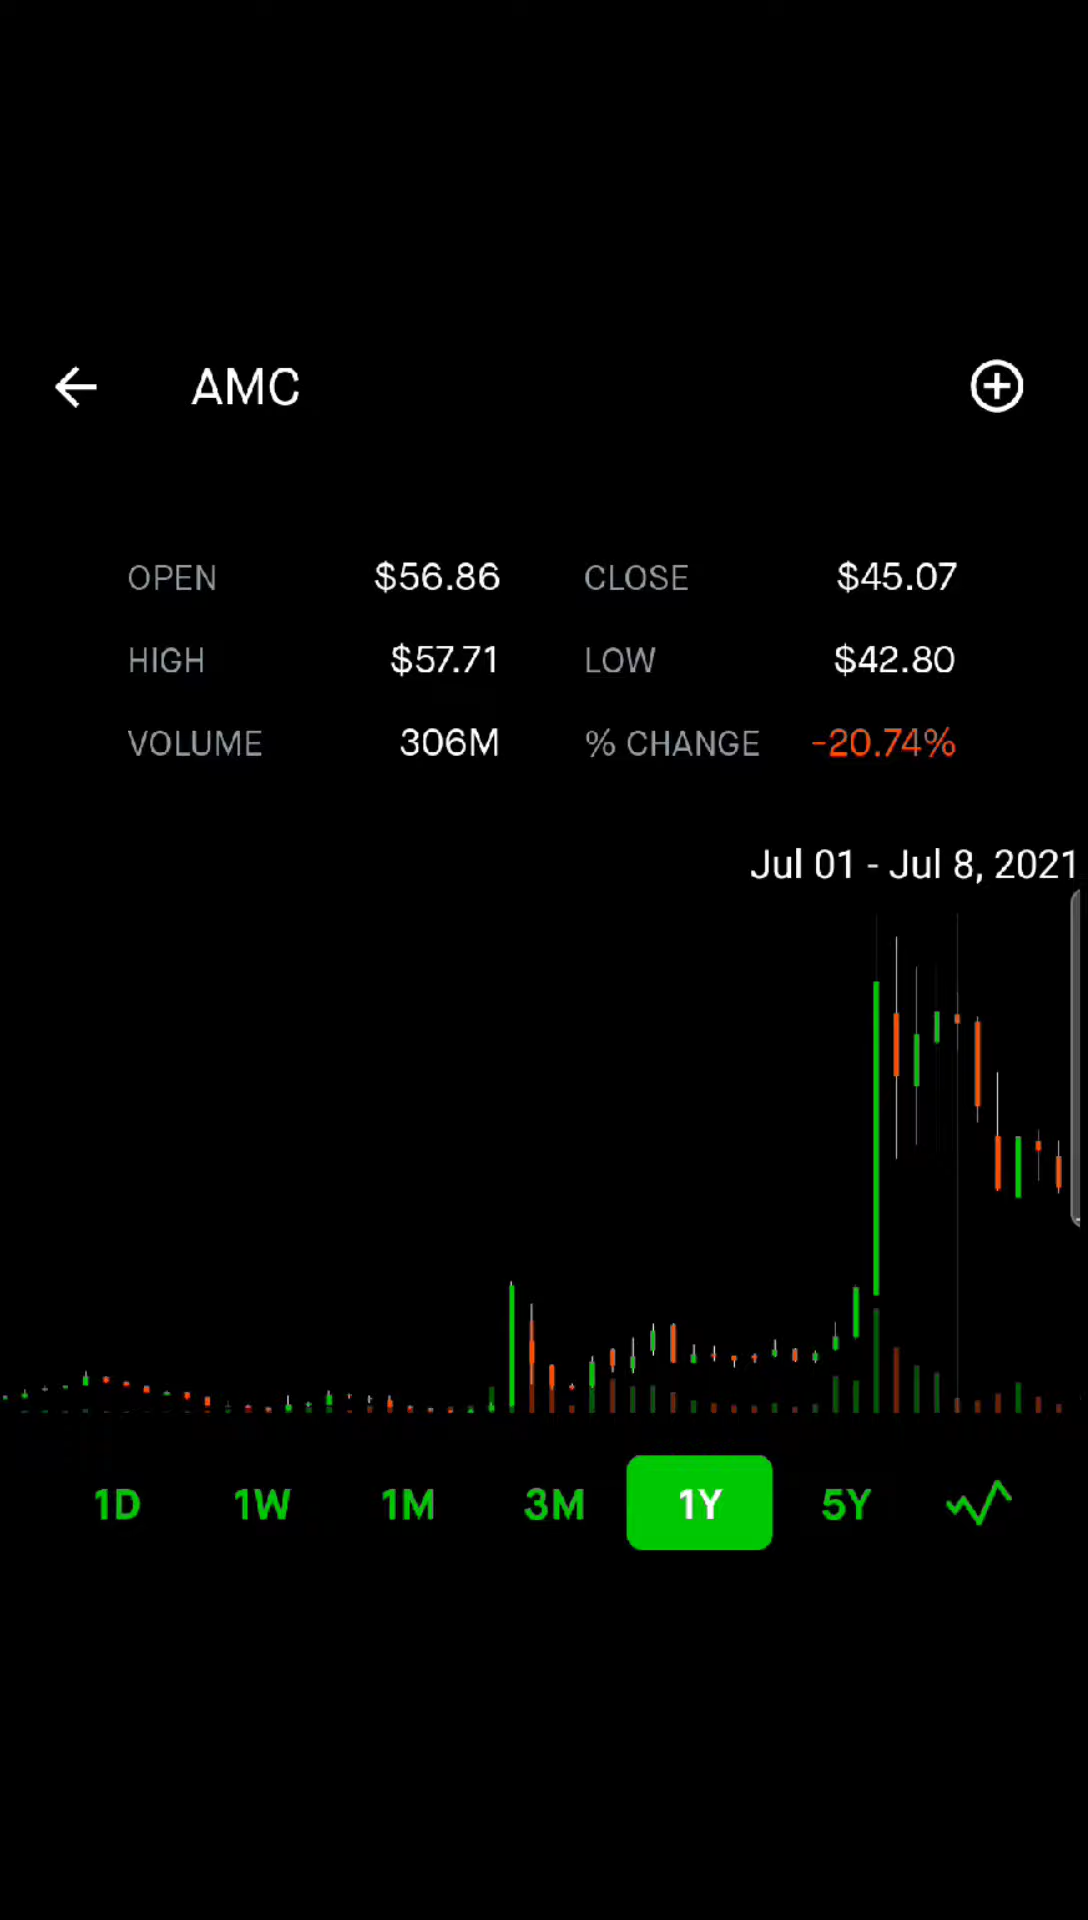 AMC
OPEN $56.86 CLOSE $45.07
HIGH $57.71 LOW $42.80
VOLUME 306M % CHANGE -20.74%
Jul 01 - Jul 8, 2021
1D 1W 1M 3M 1Y 5Y